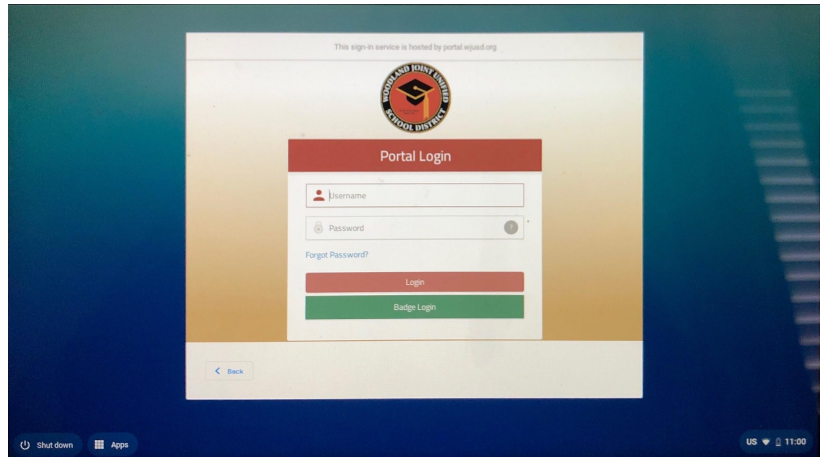 This sign-in service is hosted by portal.wjusd.org
WOODLAND JOINT UNIFIED
SCHOOL DISTRICT
Portal Login
Username
Password
?
Forgot Password?
Login
Badge Login
Back
Shut down
Apps
US
11:00